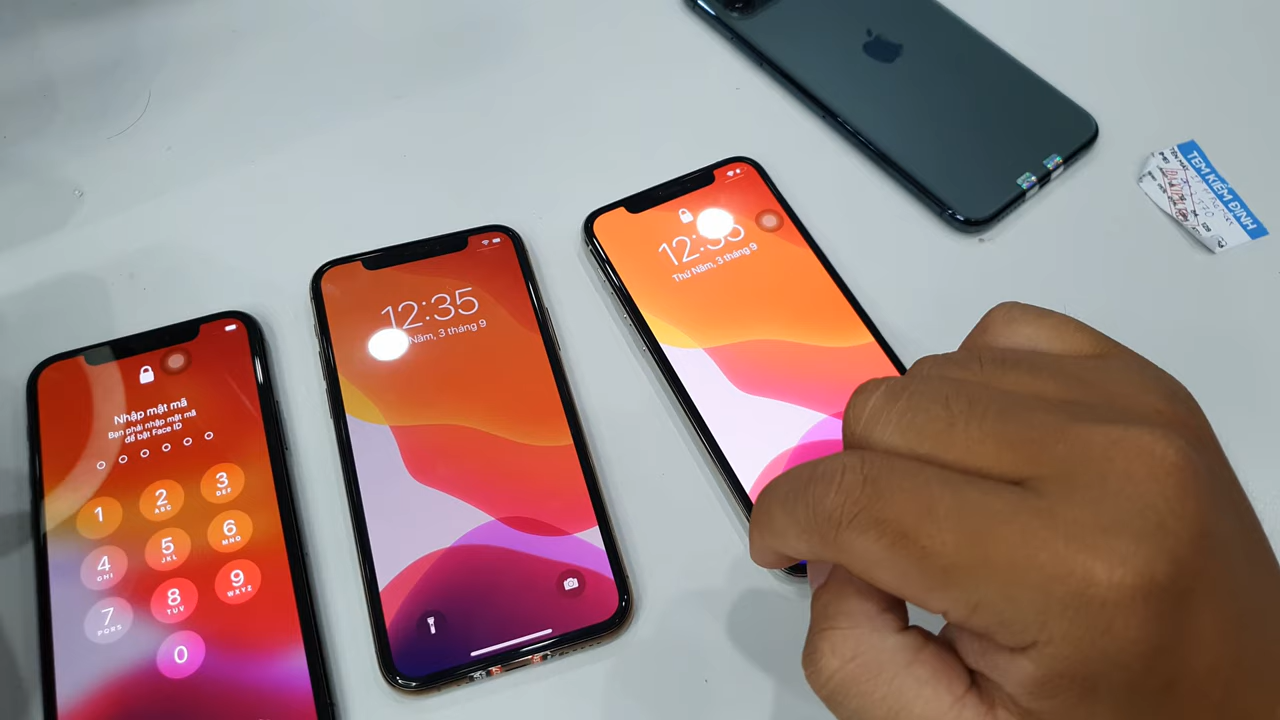 Nhập mật mã
Bạn phải nhập mật mã
để bật Face ID
1
2
ABC
3
DEF
4
GHI
5
JKL
6
MNO
7
PQRS
8
TUV
9
WXYZ
0
12:35
Năm, 3 tháng 9
12:35
Thứ Năm, 3 tháng 9
TEM KIỂM ĐỊNH